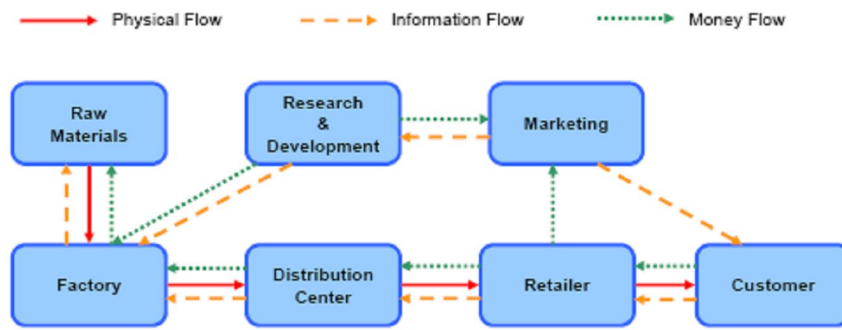 Physical Flow
Information Flow
Money Flow
Raw
Materials
Research
&
Development
Marketing
Factory
Distribution
Center
Retailer
Customer